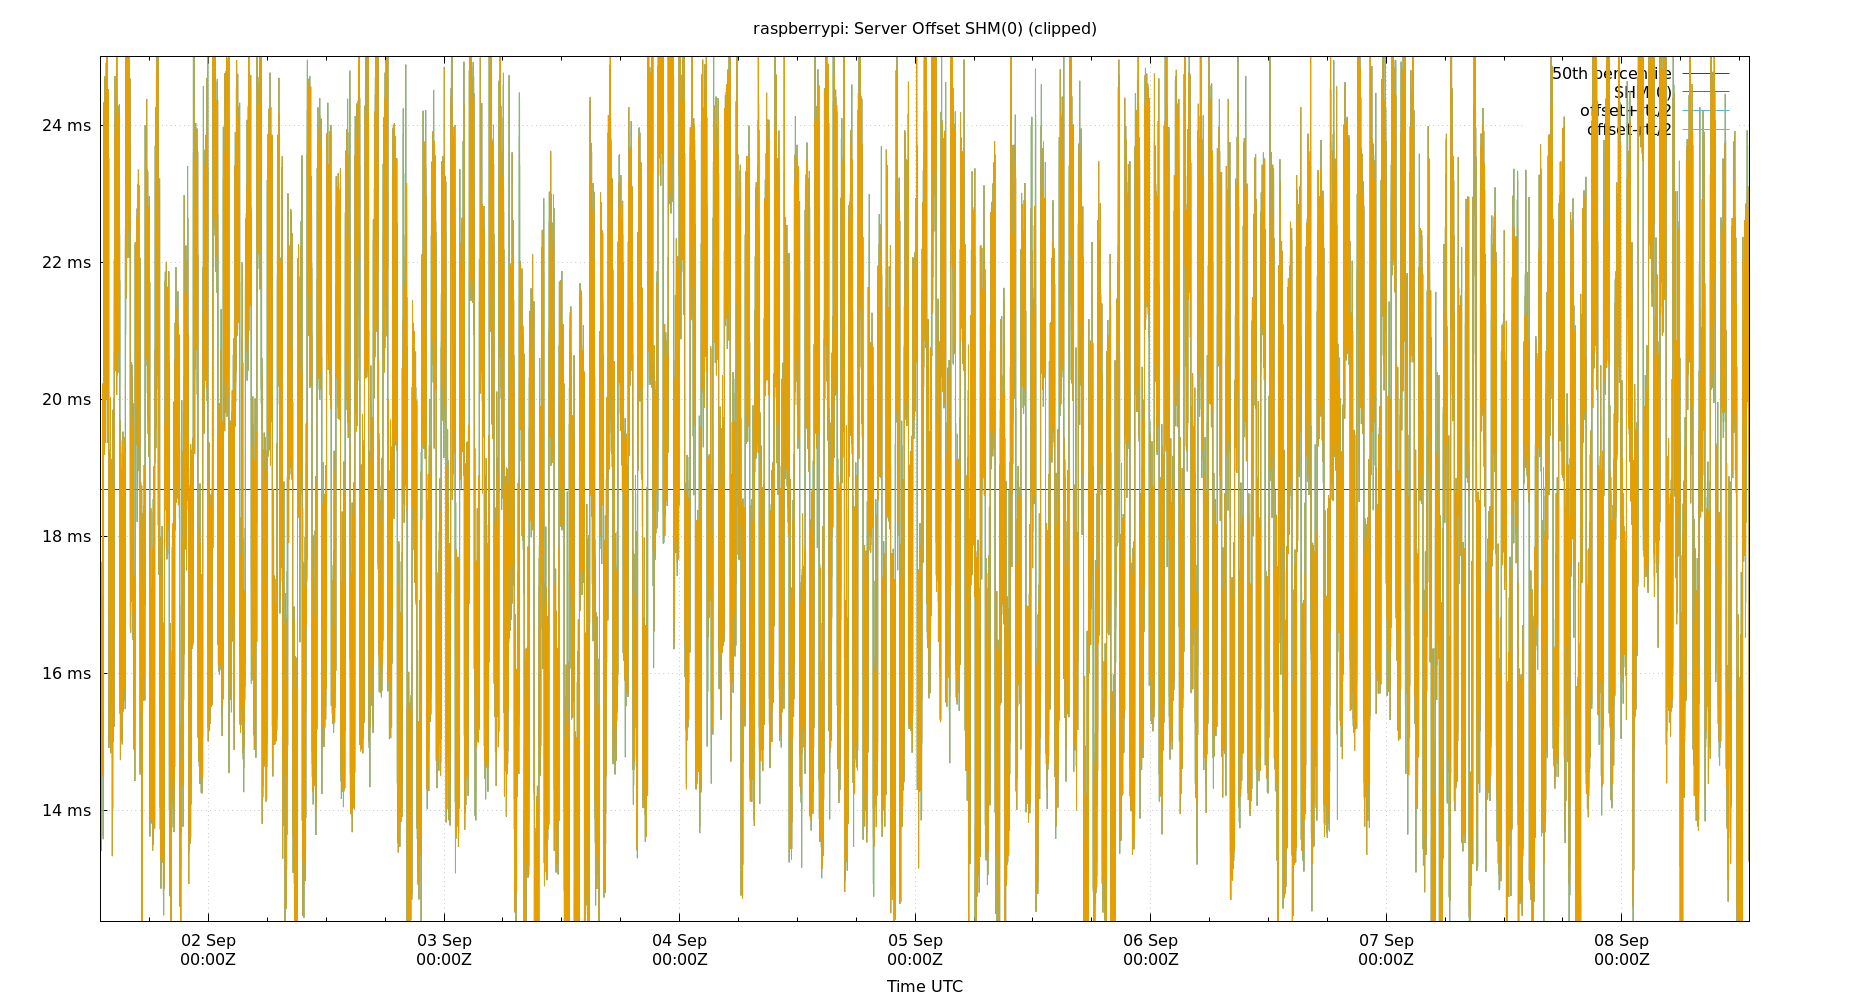 raspberrypi: Server Offset SHM(0) (clipped)
50th percentile
SHM(0)
offset+rtt/2
offset-rtt/2
24 ms
22 ms
20 ms
18 ms
16 ms
14 ms
02 Sep 03 Sep 04 Sep 05 Sep 06 Sep 07 Sep 08 Sep
00:00Z 00:00Z 00:00Z 00:00Z 00:00Z 00:00Z 00:00Z
Time UTC